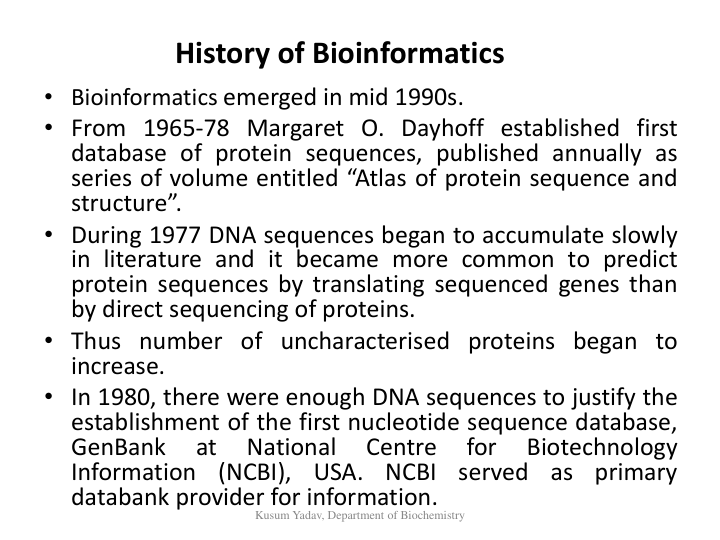 History of Bioinformatics
• Bioinformatics emerged in mid 1990s.
• From 1965-78 Margaret O. Dayhoff established first
database of protein sequences, published annually as
series of volume entitled “Atlas of protein sequence and
structure”.
• During 1977 DNA sequences began to accumulate slowly
in literature and it became more common to predict
protein sequences by translating sequenced genes than
by direct sequencing of proteins.
• Thus number of uncharacterised proteins began to
increase.
• In 1980, there were enough DNA sequences to justify the
establishment of the first nucleotide sequence database,
GenBank at National Centre for Biotechnology
Information (NCBI), USA. NCBI served as primary
databank provider for information.
Kusum Yadav, Department of Biochemistry